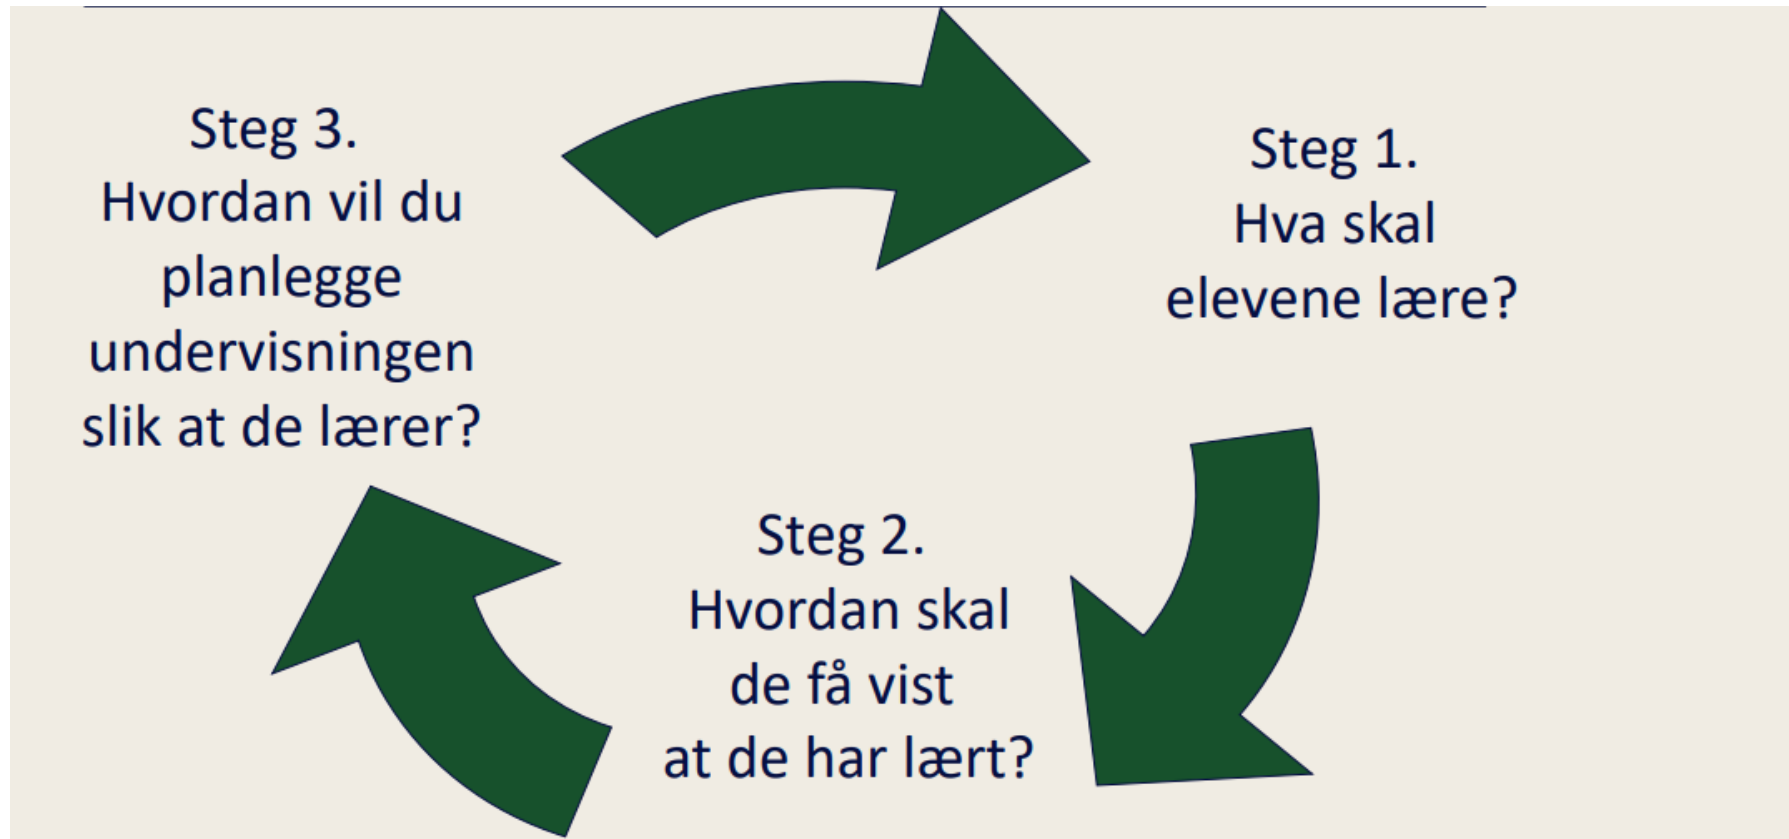 Steg 3.
Hvordan vil du
planlegge
undervisningen
slik at de lærer?
Steg 1.
Hva skal
elevene lære?
Steg 2.
Hvordan skal
de få vist
at de har lært?